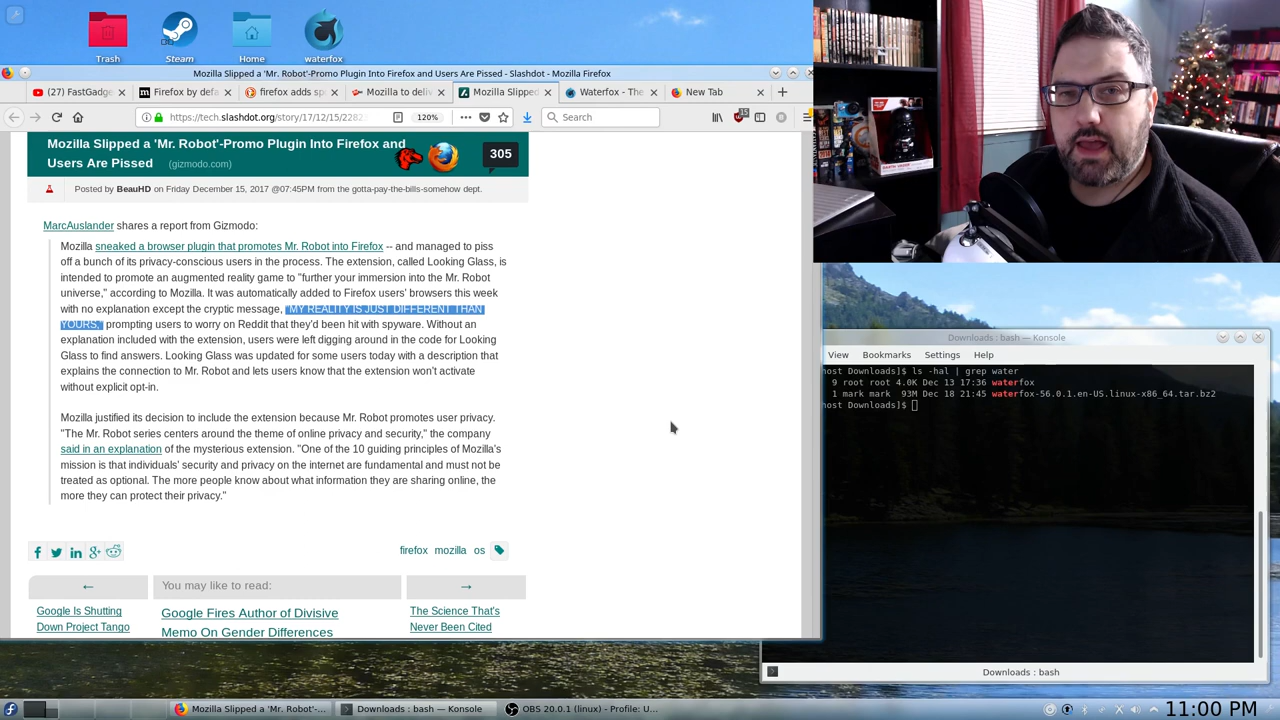 Trash
Steam
Home
waterfox
Mozilla Slipped a 'Mr. Robot'-Promo Plugin Into Firefox and Users Are Pissed - Slashdot - Mozilla Firefox
(27) FastGadge
Firefox by def
Mozilla to deliv
Mozilla Slipped
Waterfox - The
https://tech.slashdot.org/story/17/12/15/228
120%
Search
15
Mozilla Slipped a 'Mr. Robot'-Promo Plugin Into Firefox and
Users Are Pissed (gizmodo.com)
305
Posted by BeauHD on Friday December 15, 2017 @07:45PM from the gotta-pay-the-bills-somehow dept.
MarcAuslander shares a report from Gizmodo:
Mozilla sneaked a browser plugin that promotes Mr. Robot into Firefox -- and managed to piss
off a bunch of its privacy-conscious users in the process. The extension, called Looking Glass, is
intended to promote an augmented reality game to "further your immersion into the Mr. Robot
universe," according to Mozilla. It was automatically added to Firefox users' browsers this week
with no explanation except the cryptic message, "MY REALITY IS JUST DIFFERENT THAN
YOURS," prompting users to worry on Reddit that they'd been hit with spyware. Without an
explanation included with the extension, users were left digging around in the code for Looking
Glass to find answers. Looking Glass was updated for some users today with a description that
explains the connection to Mr. Robot and lets users know that the extension won't activate
without explicit opt-in.
Mozilla justified its decision to include the extension because Mr. Robot promotes user privacy.
"The Mr. Robot series centers around the theme of online privacy and security," the company
said in an explanation of the mysterious extension. "One of the 10 guiding principles of Mozilla's
mission is that individuals' security and privacy on the internet are fundamental and must not be
treated as optional. The more people know about what information they are sharing online, the
more they can protect their privacy."
firefox mozilla os
←
You may like to read:
→
Google Is Shutting
Down Project Tango
Google Fires Author of Divisive
Memo On Gender Differences
The Science That's
Never Been Cited
Downloads : bash — Konsole
View Bookmarks Settings Help
host Downloads]$ ls -hal | grep water
9 root root 4.0K Dec 13 17:36 waterfox
1 mark mark 93M Dec 18 21:45 waterfox-56.0.1.en-US.linux-x86_64.tar.bz2
host Downloads]$
Downloads : bash
Mozilla Slipped a 'Mr. Robot'-...
Downloads : bash — Konsole
OBS 20.0.1 (linux) - Profile: U...
11:00 PM